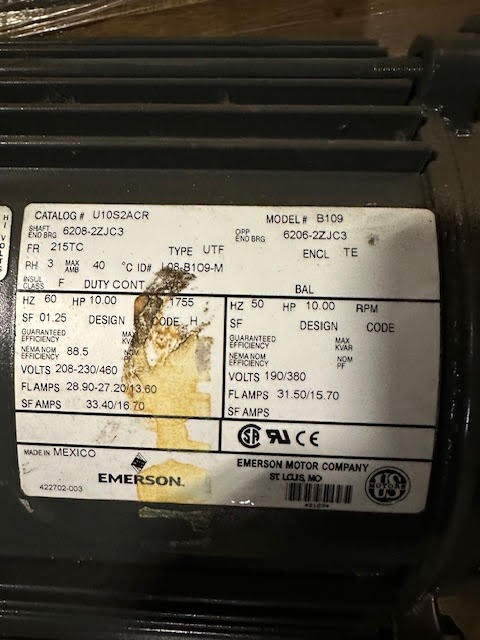 HI VOLTS
CATALOG # U10S2ACR MODEL# B109
SHAFT END BRG 6208-2ZJC3 OPP END BRG 6206-2ZJC3
FR 215TC TYPE UTF ENCL TE
PH 3 MAX AMB 40 °C ID# L08-B109-M
INSUL CLASS F DUTY CONT BAL
HZ 60 HP 10.00 1755
SF 01.25 DESIGN CODE H
GUARANTEED EFFICIENCY MAX
NEMA NOM EFFICIENCY 88.5
VOLTS 208-230/460
FL AMPS 28.90-27.20/13.60
SF AMPS 33.40/16.70
HZ 50 HP 10.00 RPM
SF DESIGN CODE
GUARANTEED EFFICIENCY MAX KVAR
NEMA NOM EFFICIENCY NOM PF
VOLTS 190/380
FL AMPS 31.50/15.70
SF AMPS
MADE IN MEXICO
EMERSON.
422702-003
EMERSON MOTOR COMPANY
ST. LOUIS, MO
US
MOTORS